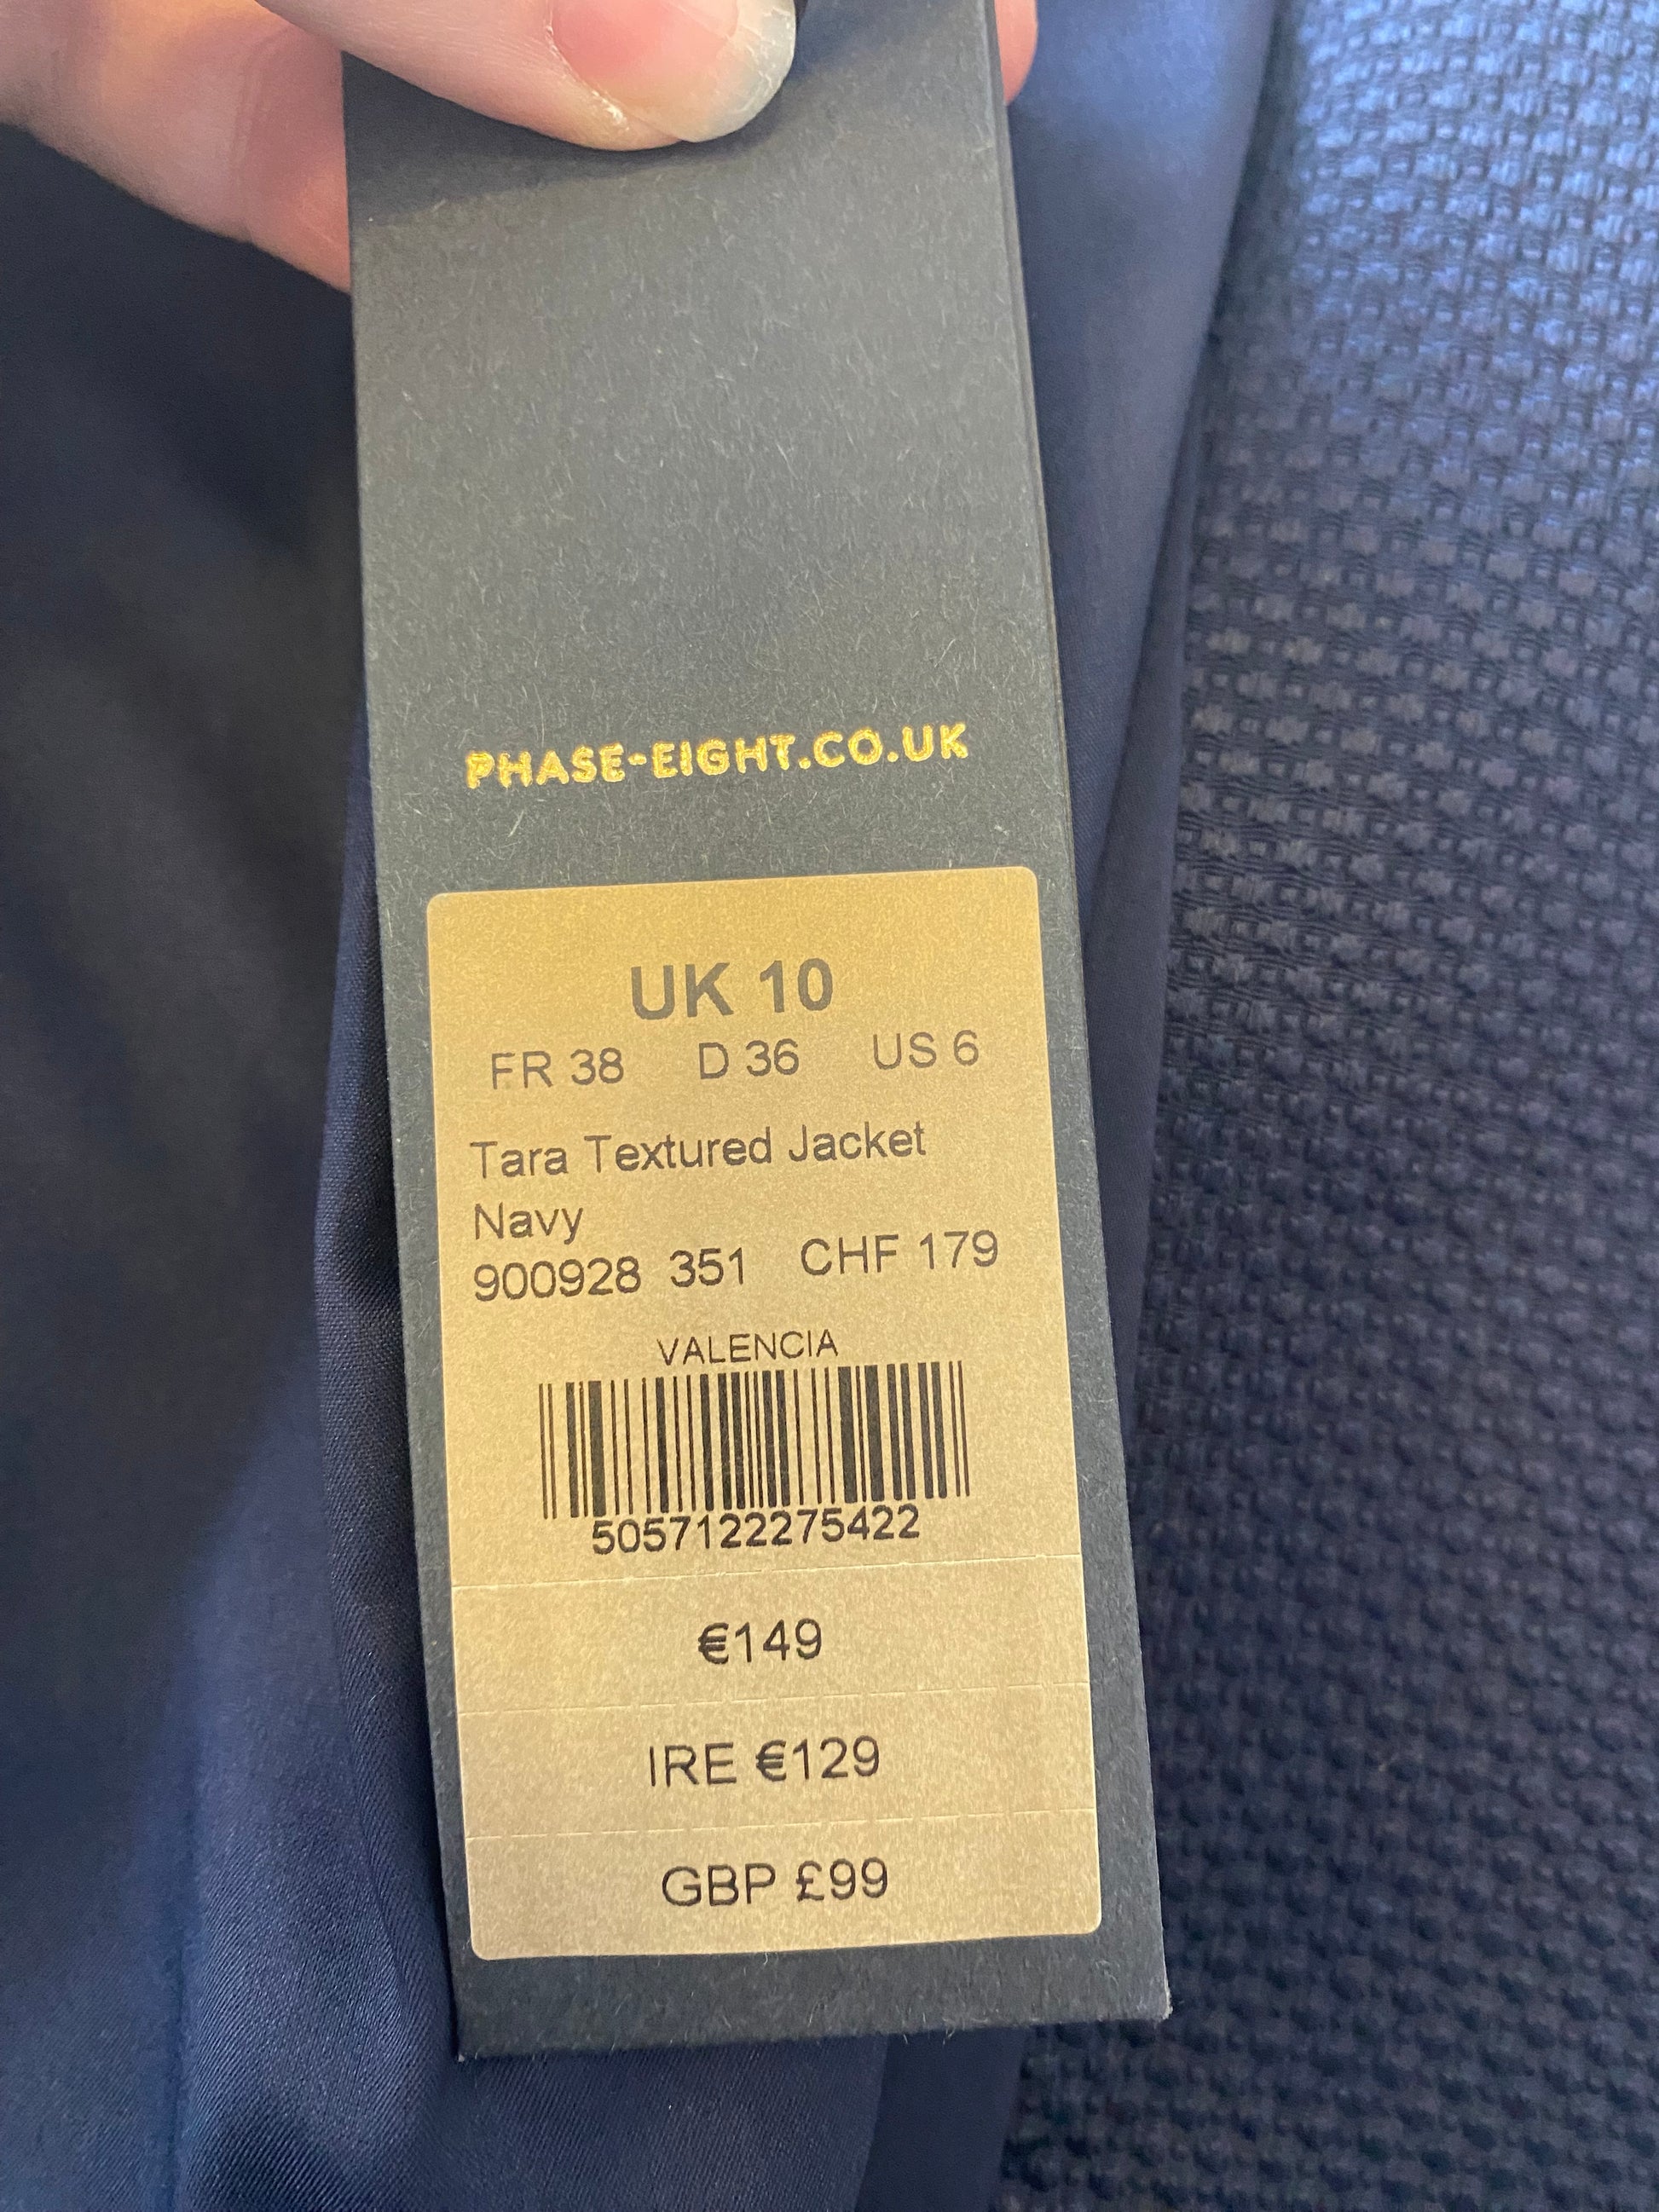 PHASE-EIGHT.CO.UK
UK 10
FR 38 D 36 US 6
Tara Textured Jacket
Navy
900928 351 CHF 179
VALENCIA
5057122275422
€149
IRE €129
GBP £99